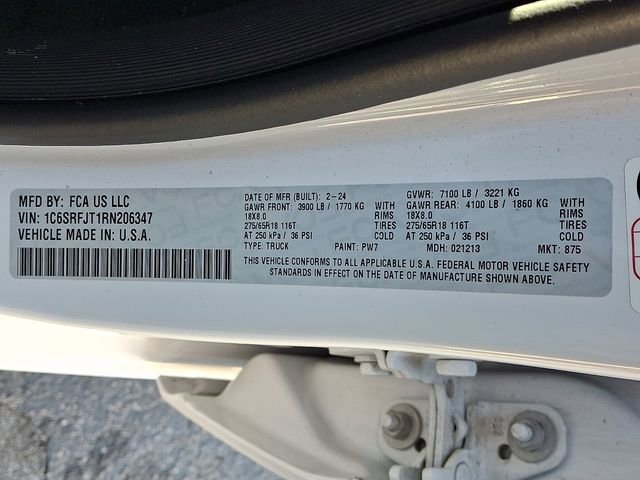 MFD BY: FCA US LLC
VIN: 1C6SRFJT1RN206347
VEHICLE MADE IN: U.S.A.
DATE OF MFR (BUILT): 2-24
GAWR FRONT: 3900 LB / 1770 KG WITH
18X8.0 RIMS
275/65R18 116T TIRES
AT 250 kPa / 36 PSI COLD
TYPE: TRUCK PAINT: PW7
GVWR: 7100 LB / 3221 KG
GAWR REAR: 4100 LB / 1860 KG WITH
18X8.0 RIMS
275/65R18 116T TIRES
AT 250 kPa / 36 PSI COLD
MDH: 021213 MKT: 875
THIS VEHICLE CONFORMS TO ALL APPLICABLE U.S.A. FEDERAL MOTOR VEHICLE SAFETY
STANDARDS IN EFFECT ON THE DATE OF MANUFACTURE SHOWN ABOVE.